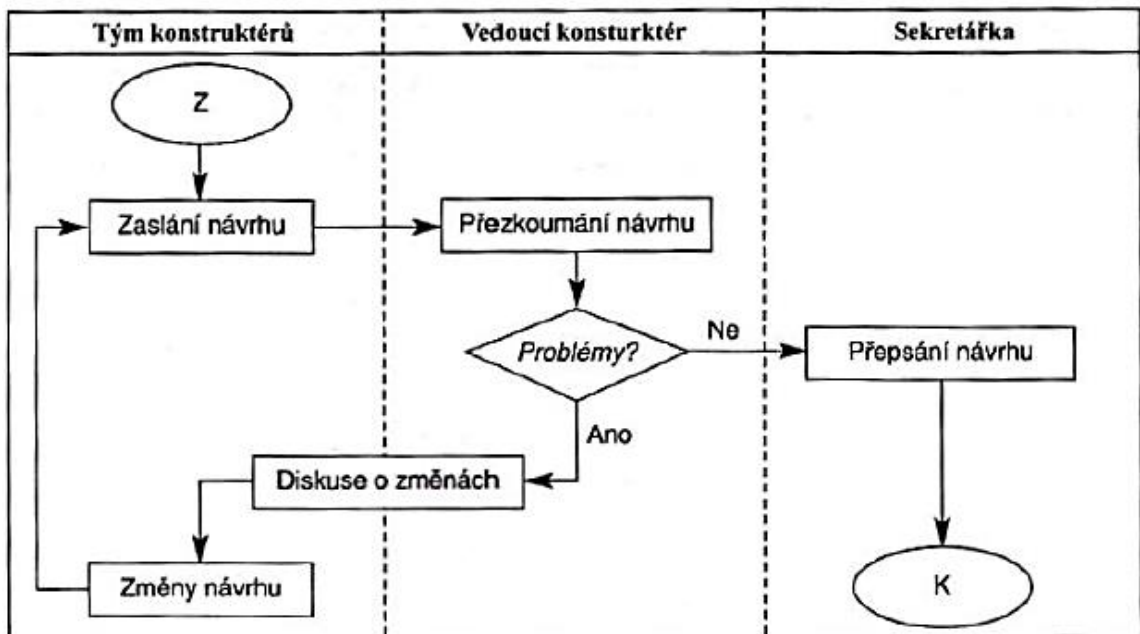 Tým konstruktérů
Vedoucí konsturktér
Sekretářka
Z
Zaslání návrhu
Přezkoumání návrhu
Problémy?
Ne
Přepsání návrhu
Ano
Diskuse o změnách
Změny návrhu
K